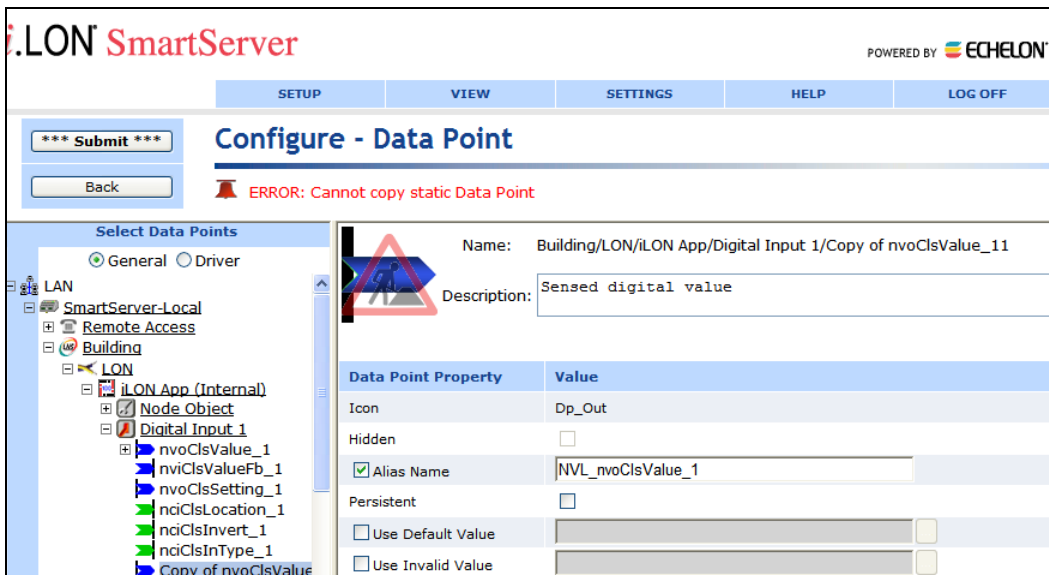 i.LON SmartServer
POWERED BY ECHELON
SETUP VIEW SETTINGS HELP LOG OFF
*** Submit ***
Configure - Data Point
Back
ERROR: Cannot copy static Data Point
Select Data Points
General Driver
LAN
SmartServer-Local
Remote Access
Building
LON
iLON App (Internal)
Node Object
Digital Input 1
nvoClsValue_1
nviClsValueFb_1
nvoClsSetting_1
nciClsLocation_1
nciClsInvert_1
nciClsInType_1
Copy of nvoClsValue
Name: Building/LON/iLON App/Digital Input 1/Copy of nvoClsValue_11
Description: Sensed digital value
Data Point Property Value
Icon Dp_Out
Hidden
Alias Name NVL_nvoClsValue_1
Persistent
Use Default Value
Use Invalid Value